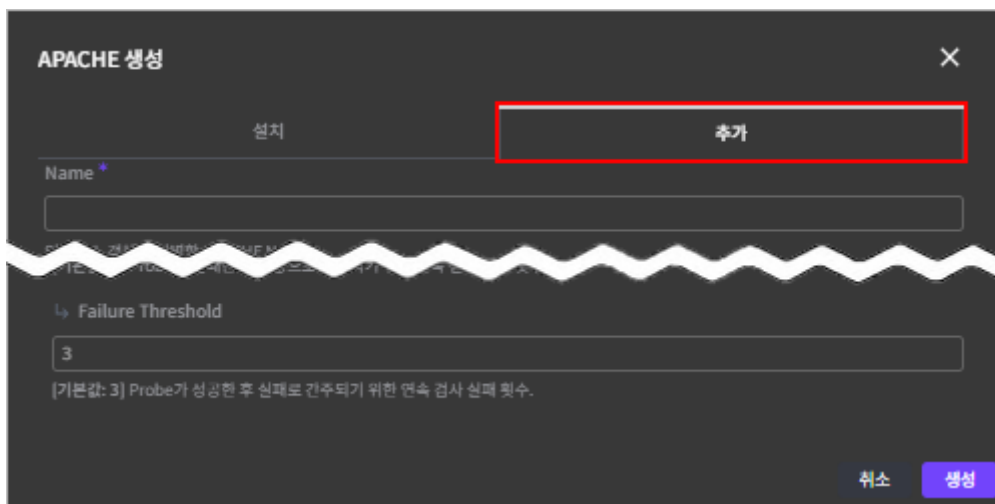 APACHE 생성
설치
추가
Name *
↳ Failure Threshold
3
[기본값: 3] Probe가 성공한 후 실패로 간주되기 위한 연속 검사 실패 횟수.
취소
생성